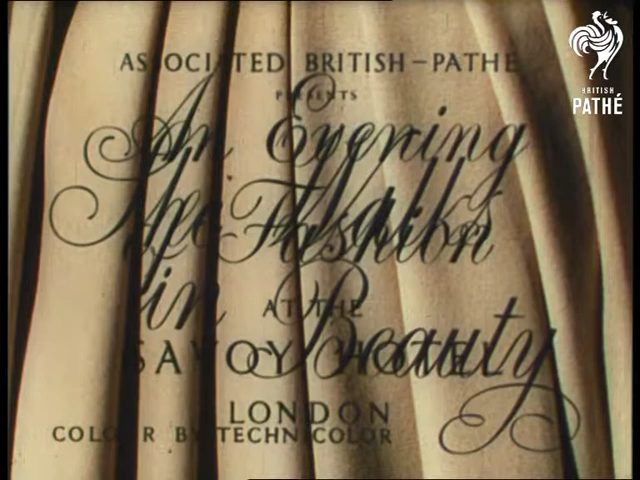 ASSOCIATED BRITISH-PATHE
PRESENTS
An Evening
She Walks
of Fashion
in
AT THE
Beauty
SAVOY HOTEL
LONDON
COLOUR BY TECHNICOLOR
BRITISH
PATHÉ